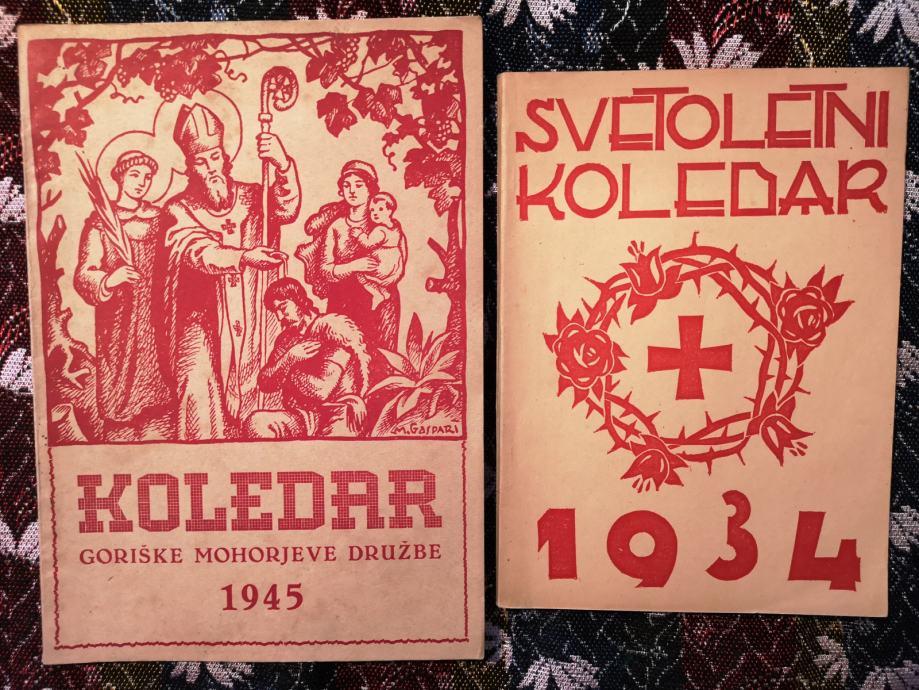 M. GASPARI
KOLEDAR
GORIŠKE MOHORJEVE DRUŽBE
1945
SVETOLETNI
KOLEDAR
1934